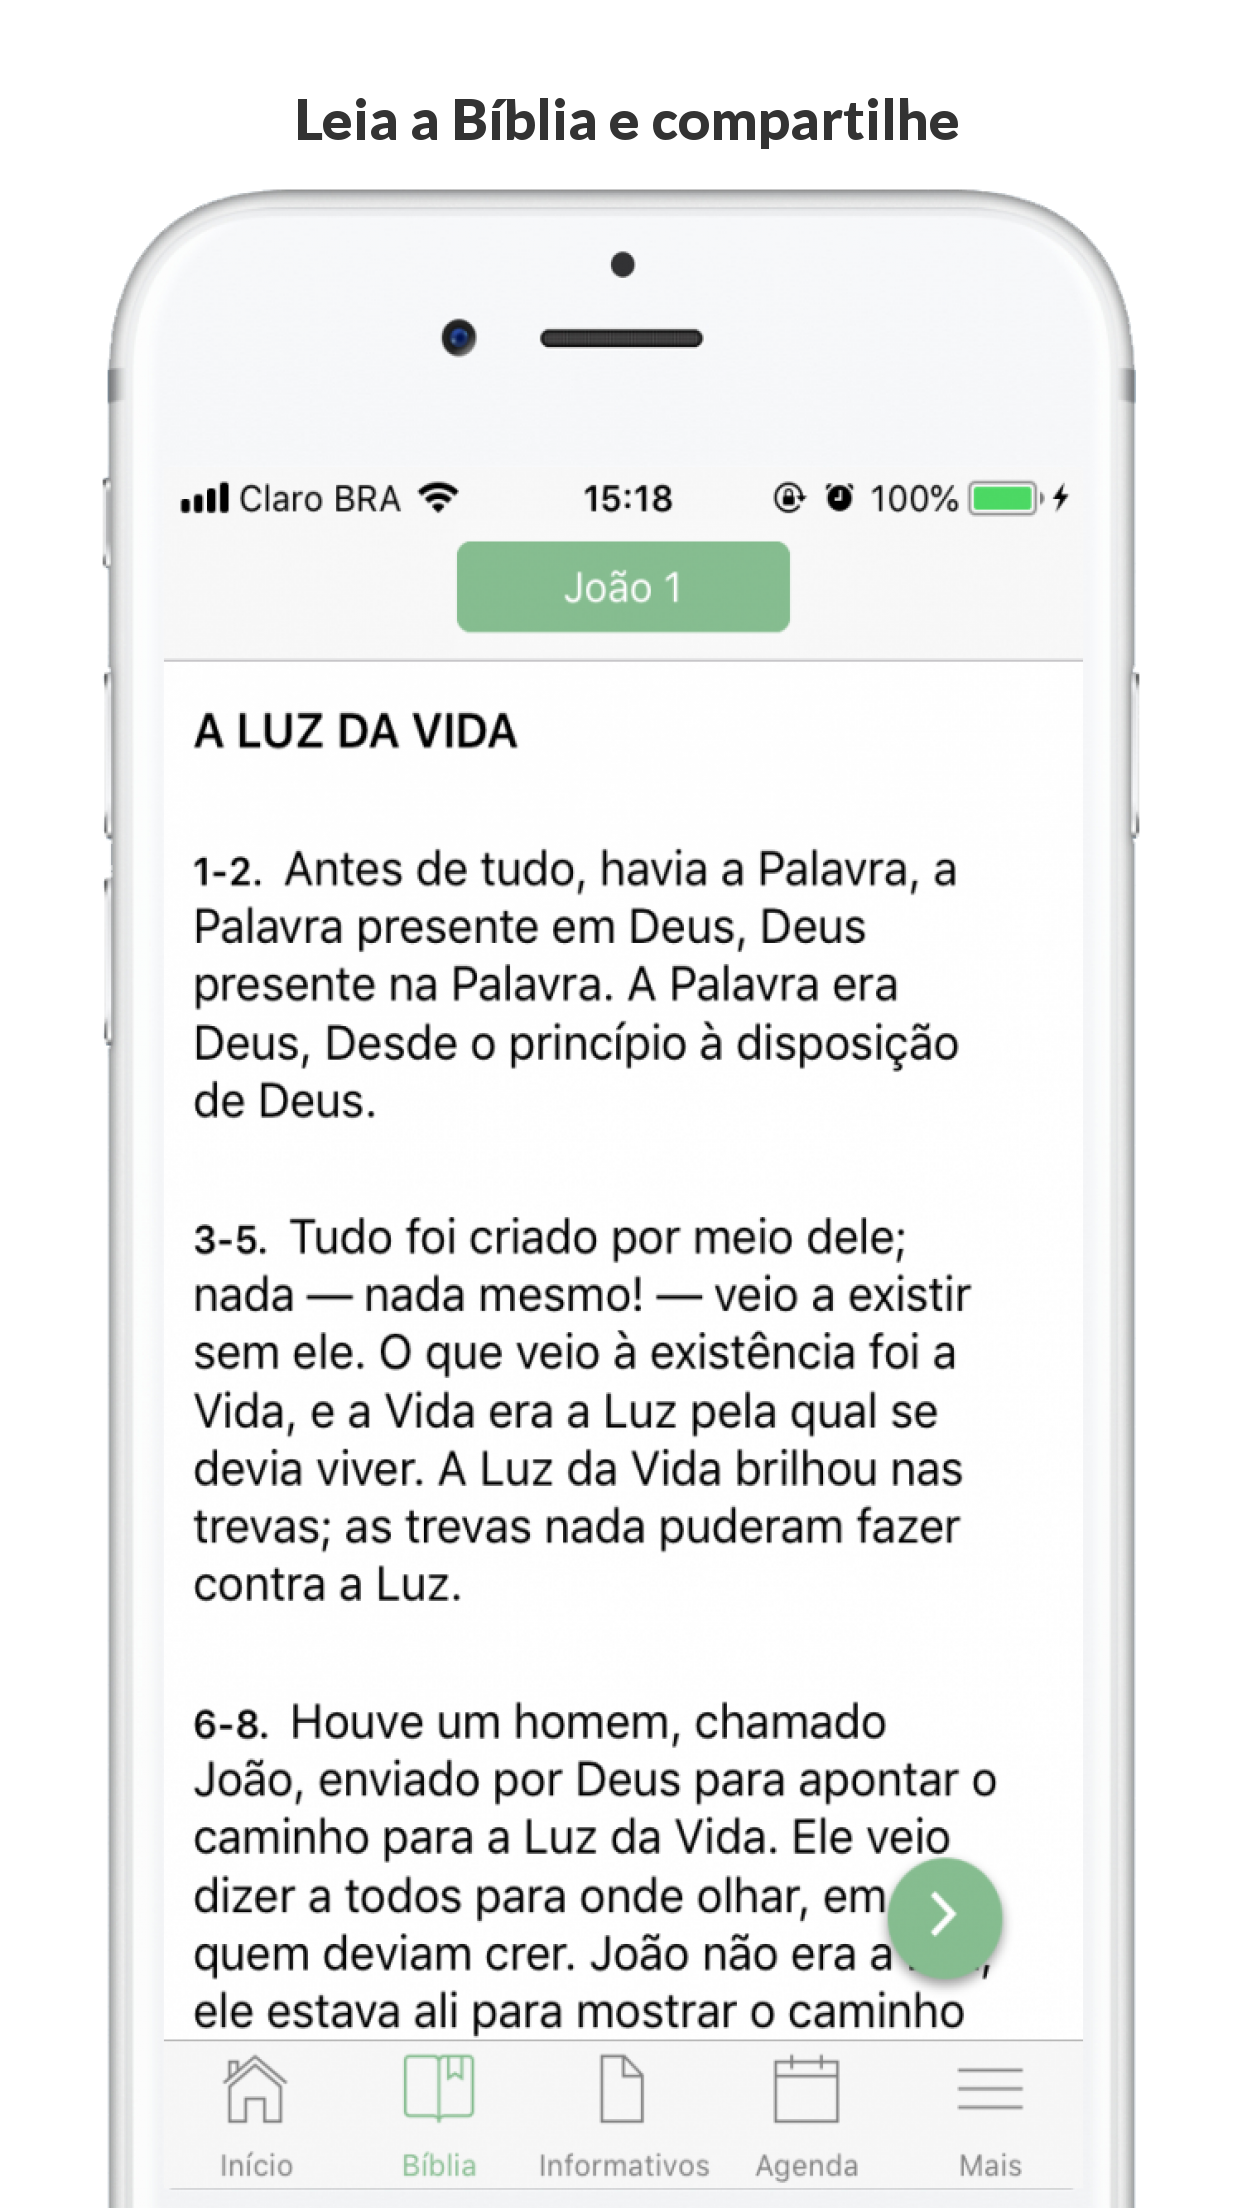 Leia a Bíblia e compartilhe
Claro BRA 15:18 100%
João 1
A LUZ DA VIDA
1-2. Antes de tudo, havia a Palavra, a
Palavra presente em Deus, Deus
presente na Palavra. A Palavra era
Deus, Desde o princípio à disposição
de Deus.
3-5. Tudo foi criado por meio dele;
nada — nada mesmo! — veio a existir
sem ele. O que veio à existência foi a
Vida, e a Vida era a Luz pela qual se
devia viver. A Luz da Vida brilhou nas
trevas; as trevas nada puderam fazer
contra a Luz.
6-8. Houve um homem, chamado
João, enviado por Deus para apontar o
caminho para a Luz da Vida. Ele veio
dizer a todos para onde olhar, em
quem deviam crer. João não era a
ele estava ali para mostrar o caminho
Início Bíblia Informativos Agenda Mais